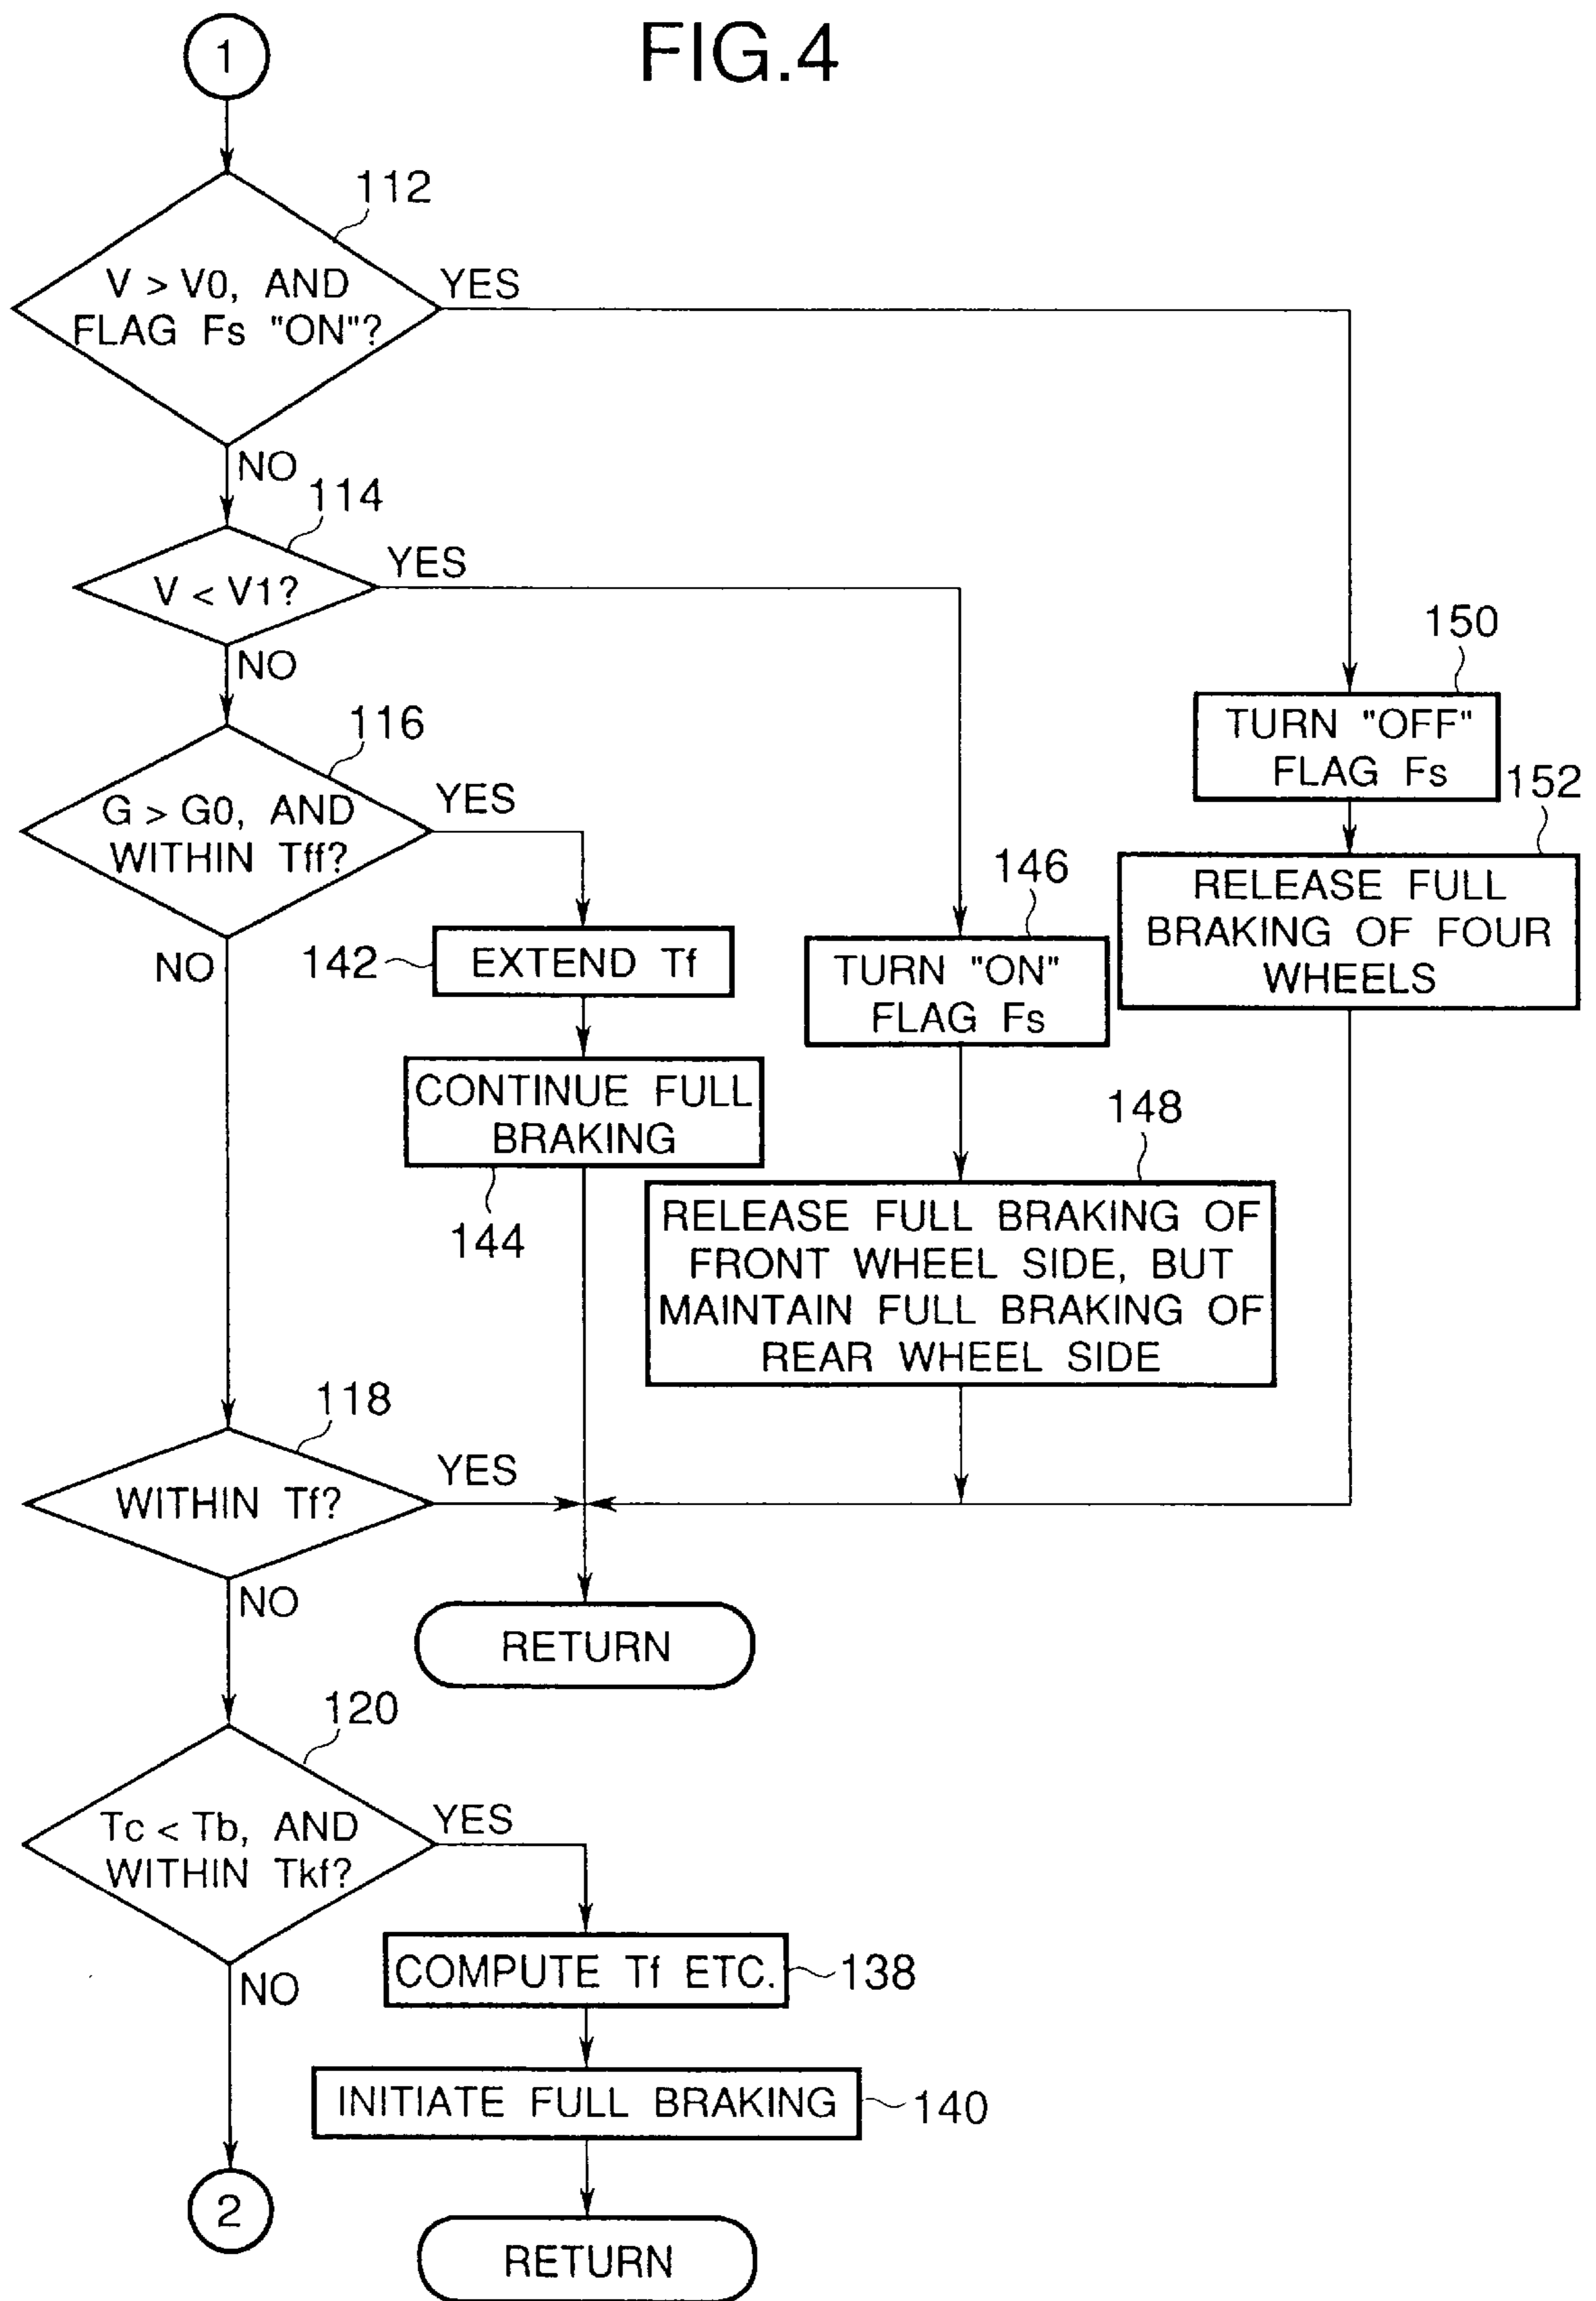 FIG.4
1
112
V > V0, AND
FLAG Fs "ON"?
YES
NO
114
V < V1?
YES
NO
150
TURN "OFF"
FLAG Fs
152
RELEASE FULL
BRAKING OF FOUR
WHEELS
116
G > G0, AND
WITHIN Tff?
YES
NO
142
EXTEND Tf
146
TURN "ON"
FLAG Fs
CONTINUE FULL
BRAKING
144
148
RELEASE FULL BRAKING OF
FRONT WHEEL SIDE, BUT
MAINTAIN FULL BRAKING OF
REAR WHEEL SIDE
118
WITHIN Tf?
YES
NO
RETURN
120
Tc < Tb, AND
WITHIN Tkf?
YES
NO
COMPUTE Tf ETC.
138
INITIATE FULL BRAKING
140
2
RETURN